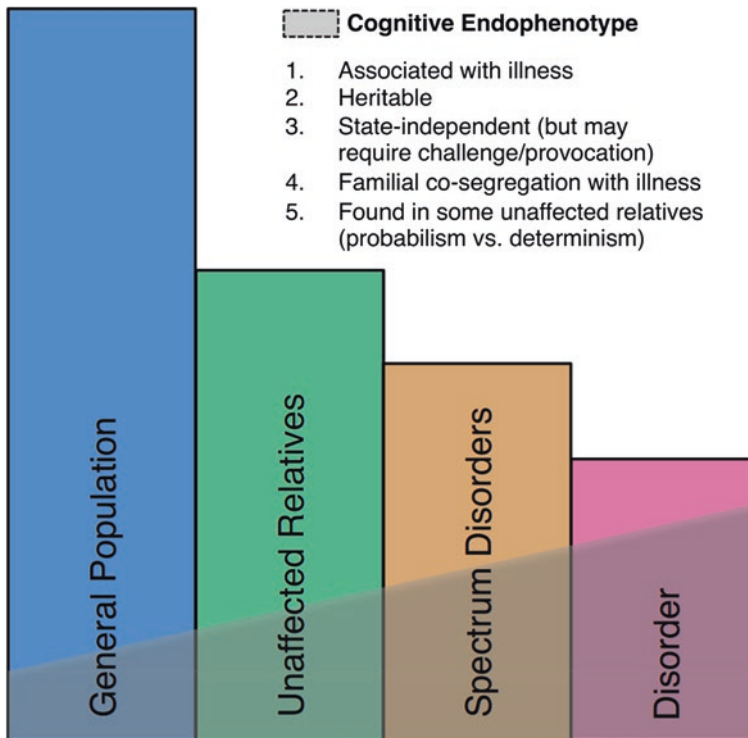 Cognitive Endophenotype
1. Associated with illness
2. Heritable
3. State-independent (but may
require challenge/provocation)
4. Familial co-segregation with illness
5. Found in some unaffected relatives
(probabilism vs. determinism)
General Population
Unaffected Relatives
Spectrum Disorders
Disorder